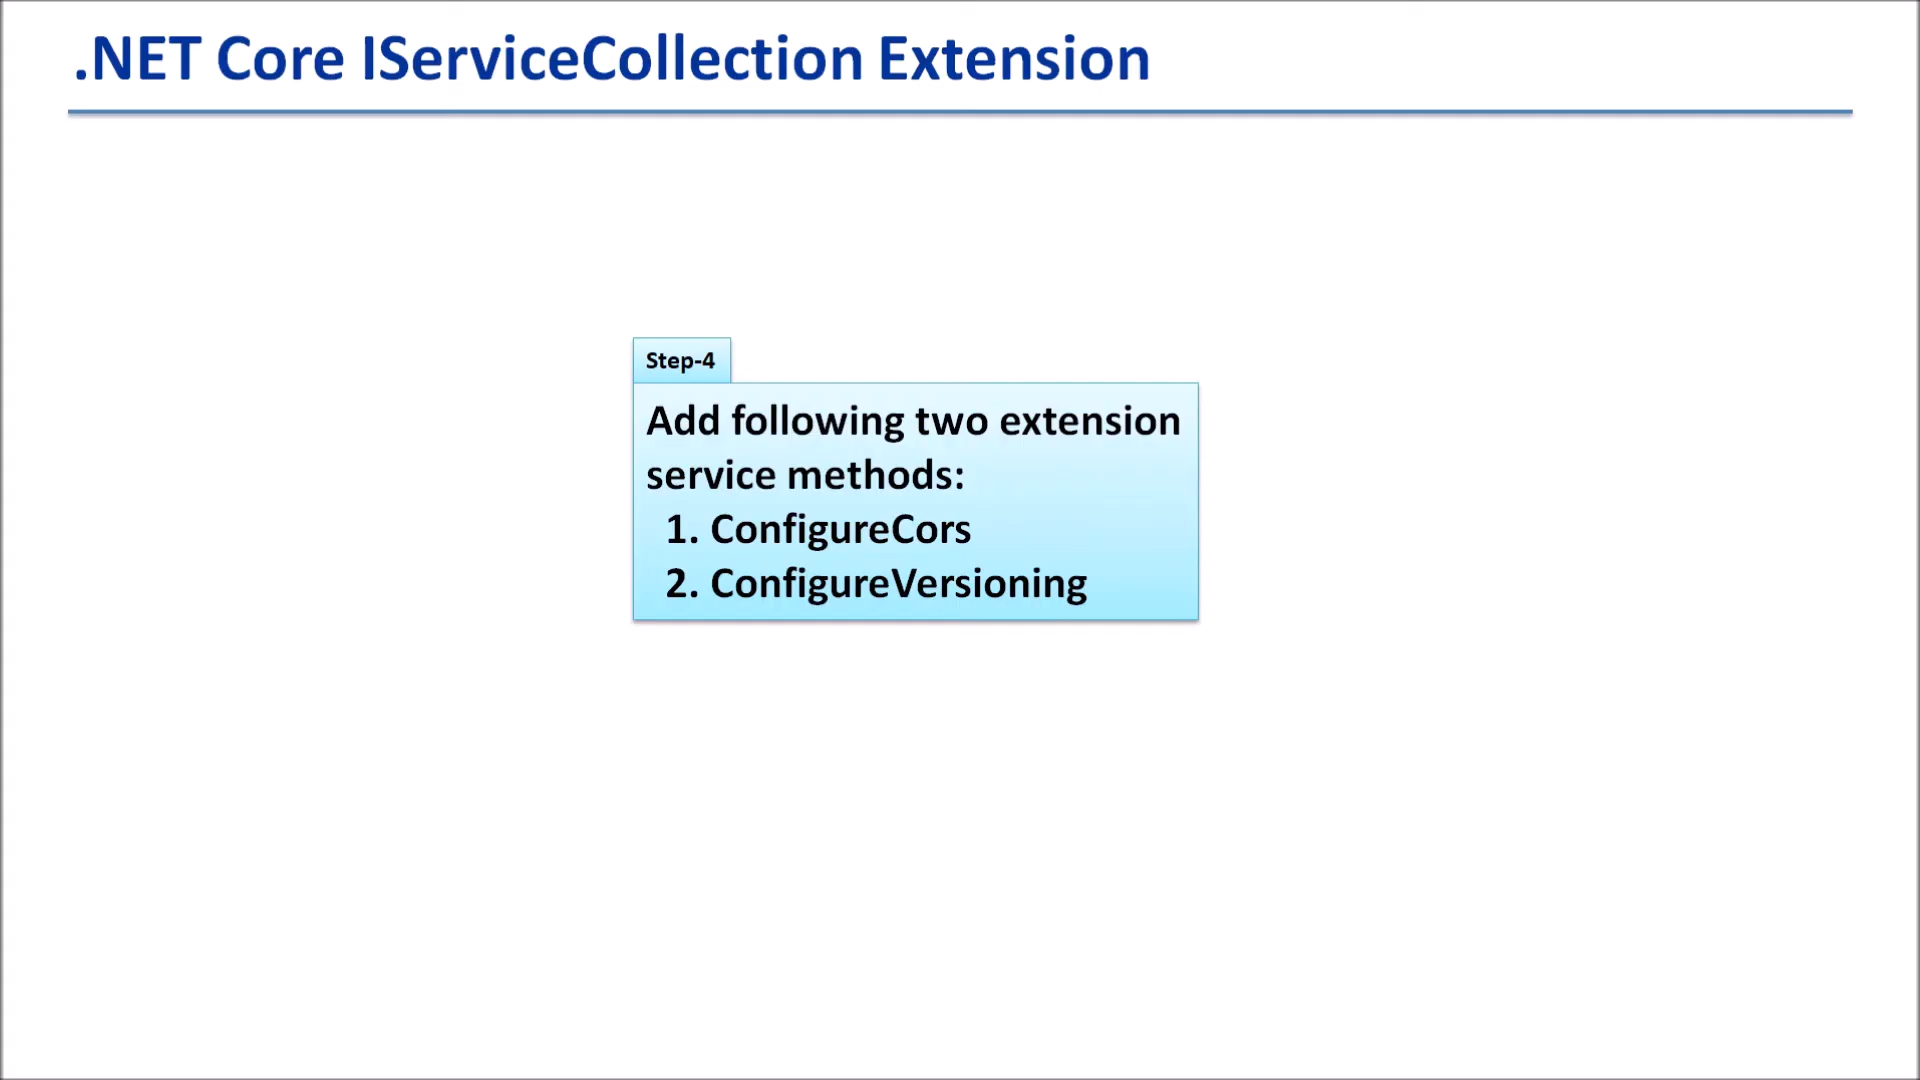 .NET Core IServiceCollection Extension
Step-4
Add following two extension
service methods:
1. ConfigureCors
2. ConfigureVersioning